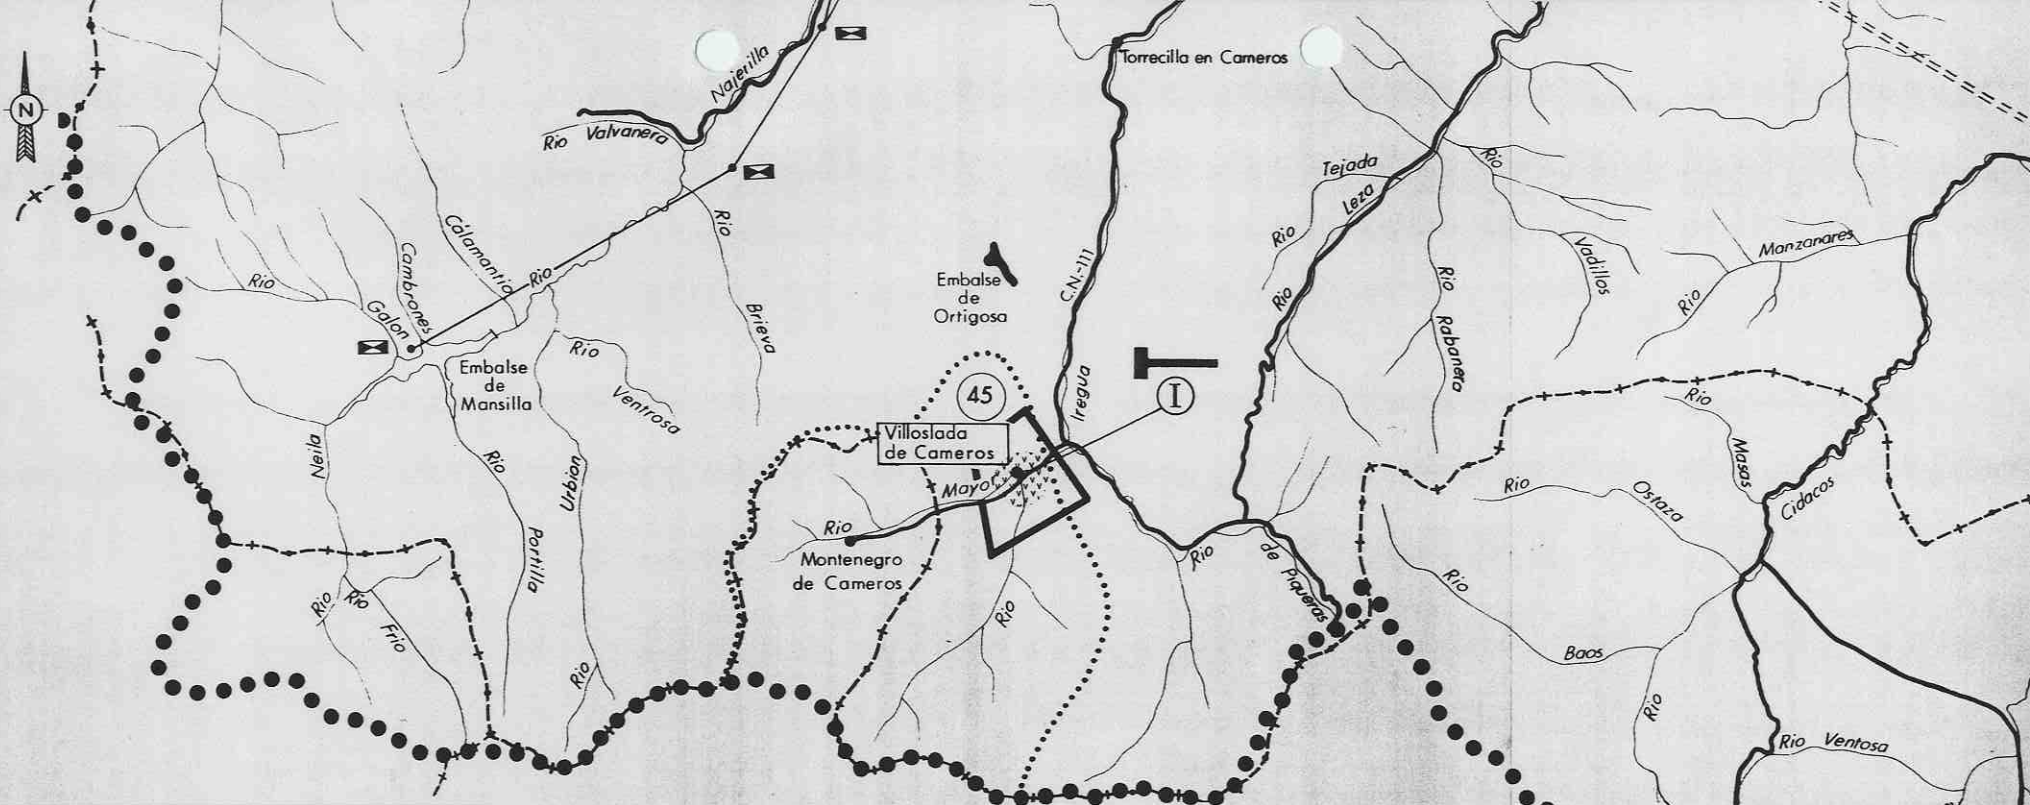 N
Najerilla
Rio Valvanera
Torrecilla en Cameros
Rio
Tejada
Leza
Rio
Rio
Vadillos
Manzanares
Rio
Rio
Rabanera
Rio
Brieva
Rio
Cálamantio
Cambrones
Rio
Galon
Rio
Embalse
de
Ortigosa
C.N.-111
Iregua
I
45
Villoslada
de Cameros
Mayor
Rio
Montenegro
de Cameros
Embalse
de
Mansilla
Rio
Ventrosa
Neila
Rio
Portilla
Urbion
Rio
Rio
Rio
Frio
Rio
Rio
de Piqueras
Rio
Masas
Rio
Ostaza
Cidacos
Rio
Baos
Rio
Rio Ventosa